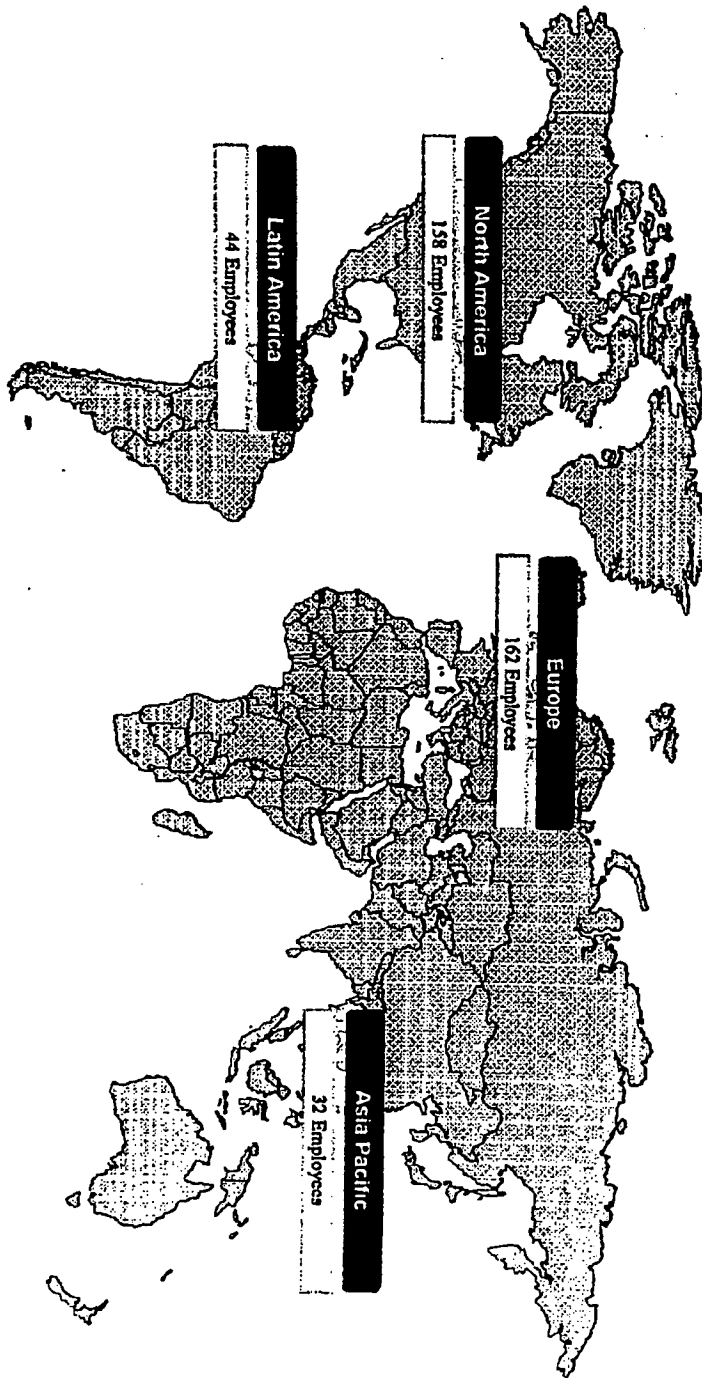 North America
158 Employees
Latin America
44 Employees
Europe
162 Employees
Asia Pacific
32 Employees